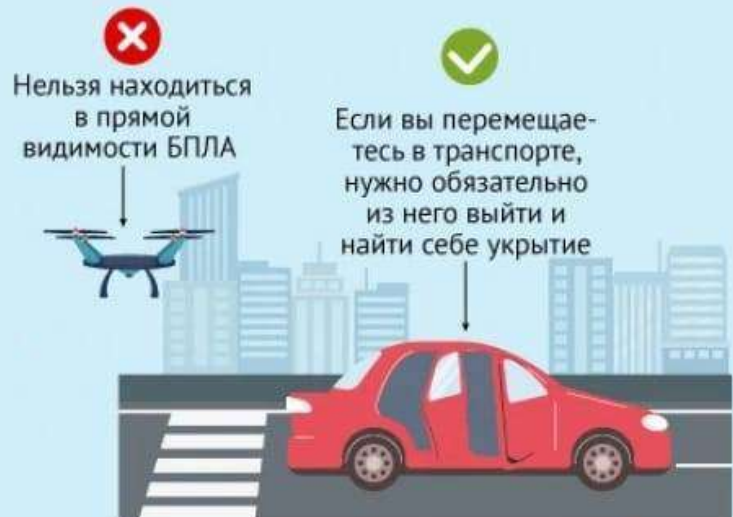 Нельзя находиться
в прямой
видимости БПЛА
Если вы перемещае-
тесь в транспорте,
нужно обязательно
из него выйти и
найти себе укрытие